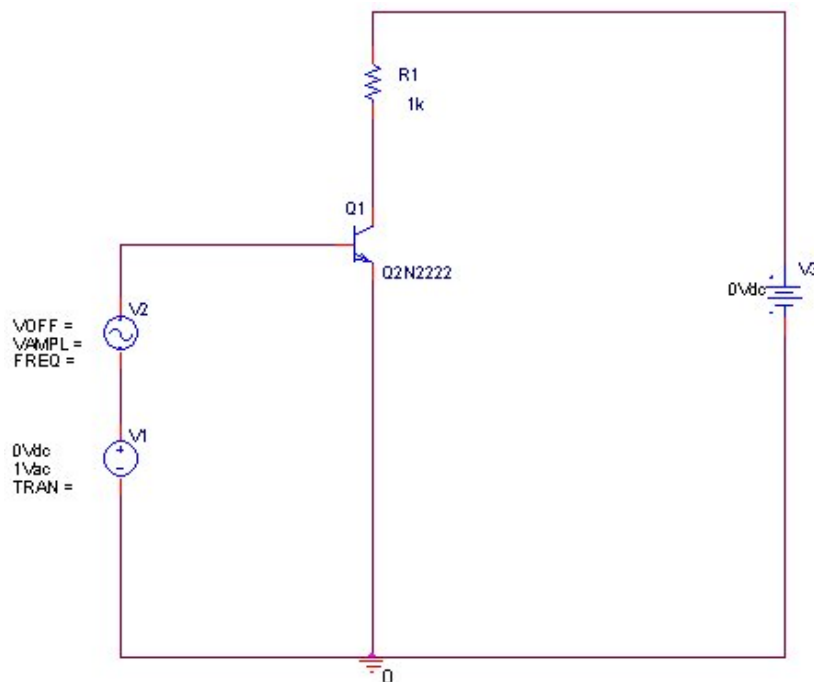 R1
1k
Q1
Q2N2222
V3
0Vdc
V2
VOFF =
VAMPL =
FREQ =
V1
0Vdc
1Vac
TRAN =
0